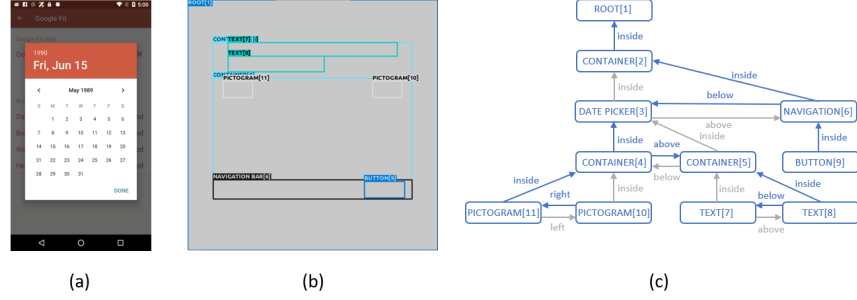 5:00
Google Fit
1990
Fri, Jun 15
May 1989
S M T W T F S
1 2 3 4 5 6
7 8 9 10 11 12 13
14 15 16 17 18 19 20
21 22 23 24 25 26 27
28 29 30 31
DONE
(a)
ROOT[1]
TEXT[7]
TEXT[8]
PICTOGRAM[11]
PICTOGRAM[10]
NAVIGATION BAR[6]
BUTTON[9]
(b)
ROOT[1]
inside
CONTAINER[2]
inside
inside
below
DATE PICKER[3]
NAVIGATION[6]
above
inside
inside
inside
CONTAINER[4]
above
below
CONTAINER[5]
BUTTON[9]
inside
inside
inside
inside
right
below
PICTOGRAM[11]
PICTOGRAM[10]
TEXT[7]
TEXT[8]
left
above
(c)